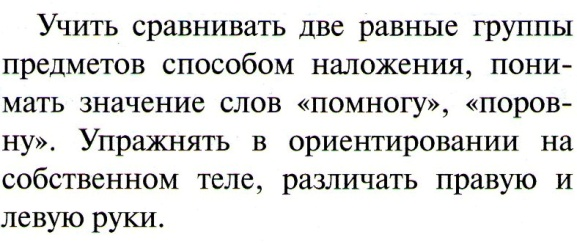 Учить сравнивать две равные группы
предметов способом наложения, пони-
мать значение слов «помногу», «поров-
ну». Упражнять в ориентировании на
собственном теле, различать правую и
левую руки.